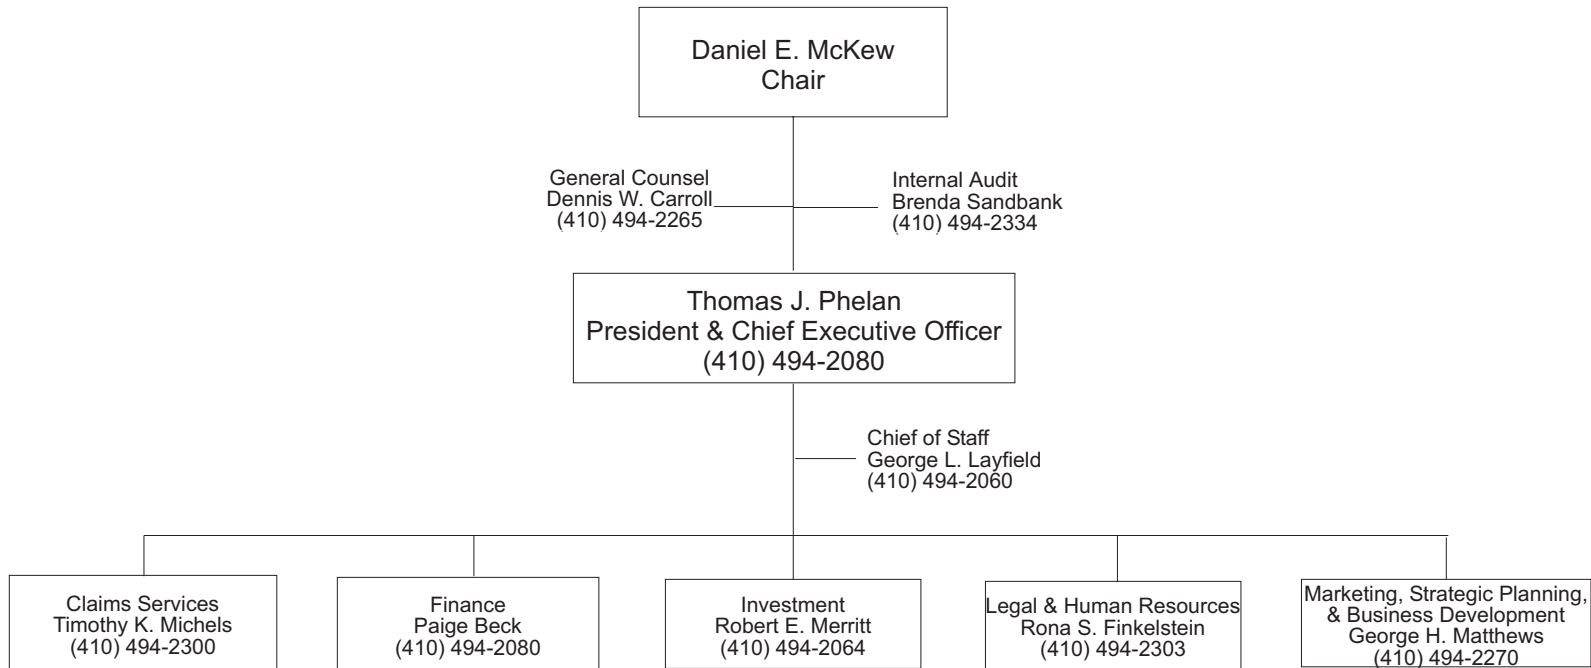 Daniel E. McKew
Chair
General Counsel
Dennis W. Carroll
(410) 494-2265
Internal Audit
Brenda Sandbank
(410) 494-2334
Thomas J. Phelan
President & Chief Executive Officer
(410) 494-2080
Chief of Staff
George L. Layfield
(410) 494-2060
Claims Services
Timothy K. Michels
(410) 494-2300
Finance
Paige Beck
(410) 494-2080
Investment
Robert E. Merritt
(410) 494-2064
Legal & Human Resources
Rona S. Finkelstein
(410) 494-2303
Marketing, Strategic Planning,
& Business Development
George H. Matthews
(410) 494-2270